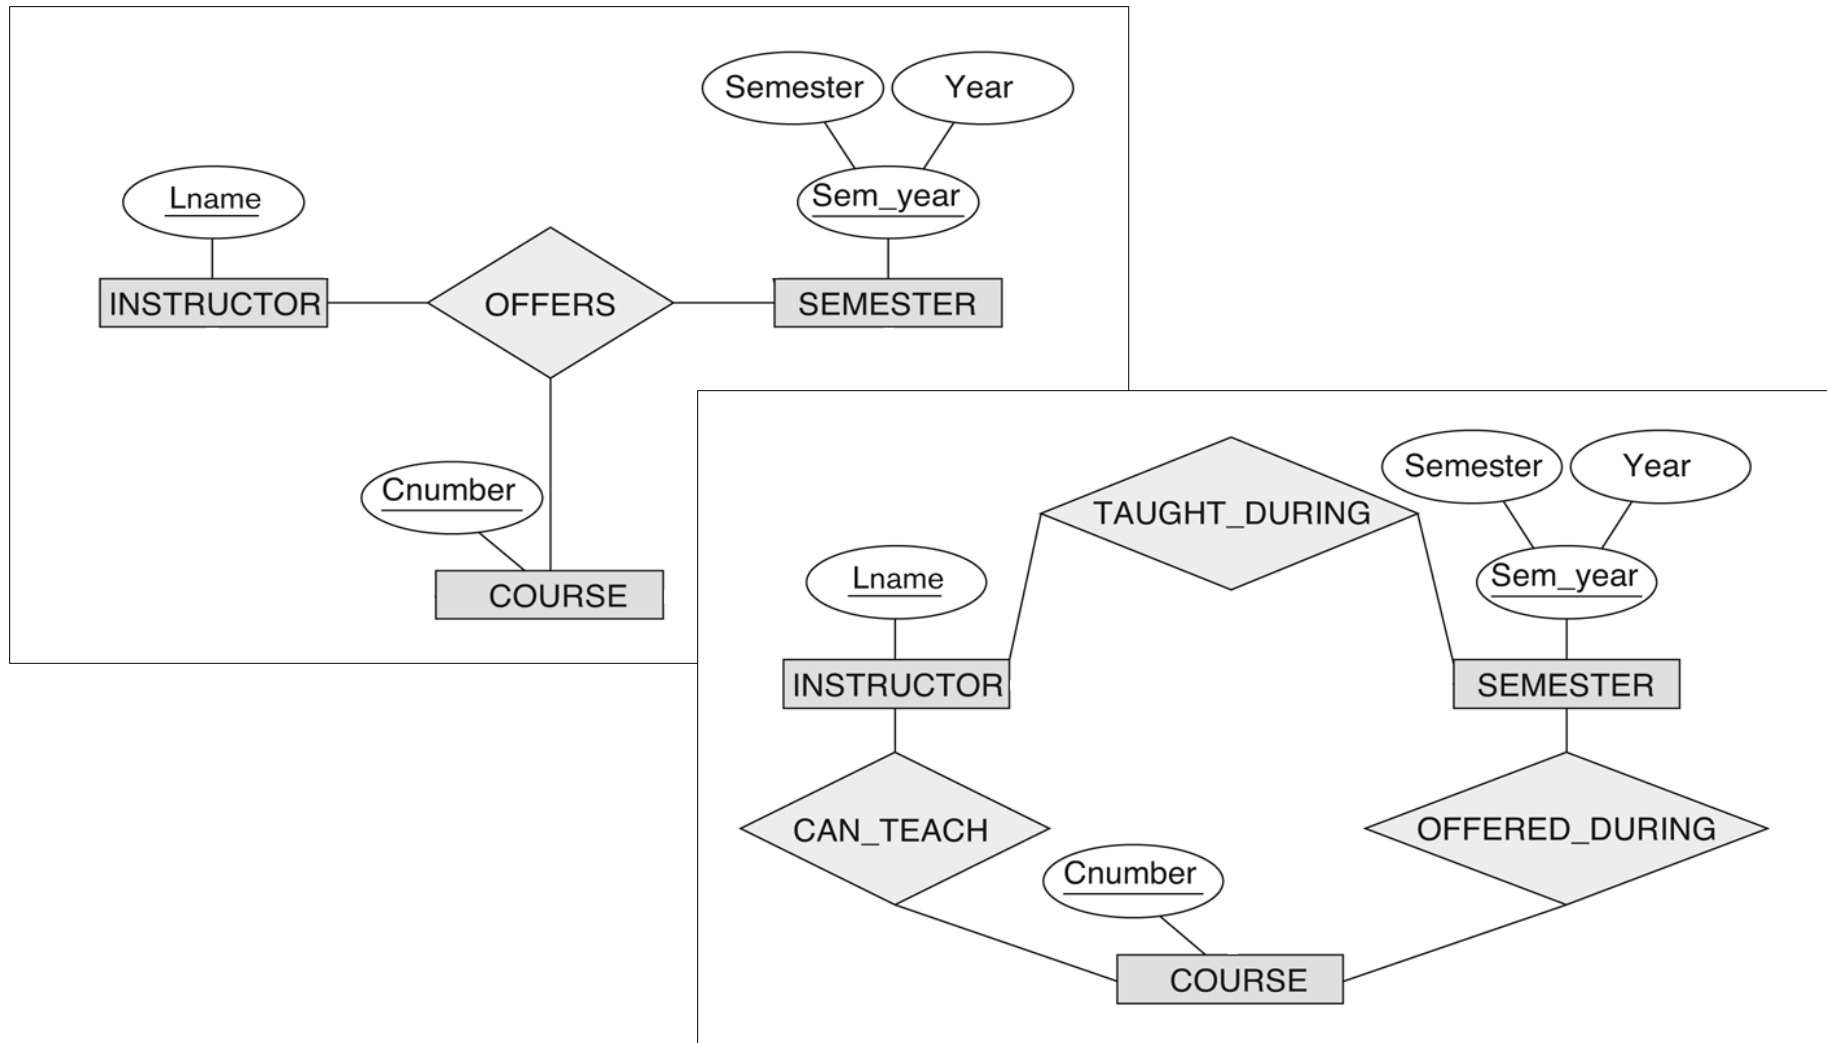 Semester
Year
Lname
Sem_year
INSTRUCTOR
OFFERS
SEMESTER
Cnumber
COURSE
Semester
Year
TAUGHT_DURING
Lname
Sem_year
INSTRUCTOR
SEMESTER
CAN_TEACH
OFFERED_DURING
Cnumber
COURSE